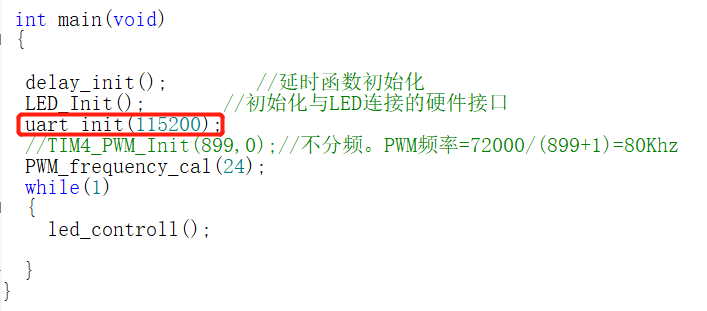 int main(void)
{
delay_init(); //延时函数初始化
LED_Init(); //初始化与LED连接的硬件接口
uart_init(115200);
//TIM4_PWM_Init(899,0);//不分频。PWM频率=72000/(899+1)=80Khz
PWM_frequency_cal(24);
while(1)
{
led_controll();
}
}